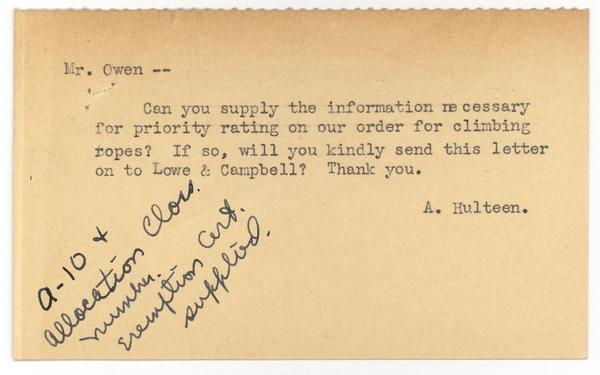 Mr. Owen --
Can you supply the information necessary
for priority rating on our order for climbing
ropes? If so, will you kindly send this letter
on to Lowe & Campbell? Thank you.
A. Hulteen.
A-10 +
Allocation Class.
number.
Exemption Cert.
supplied.